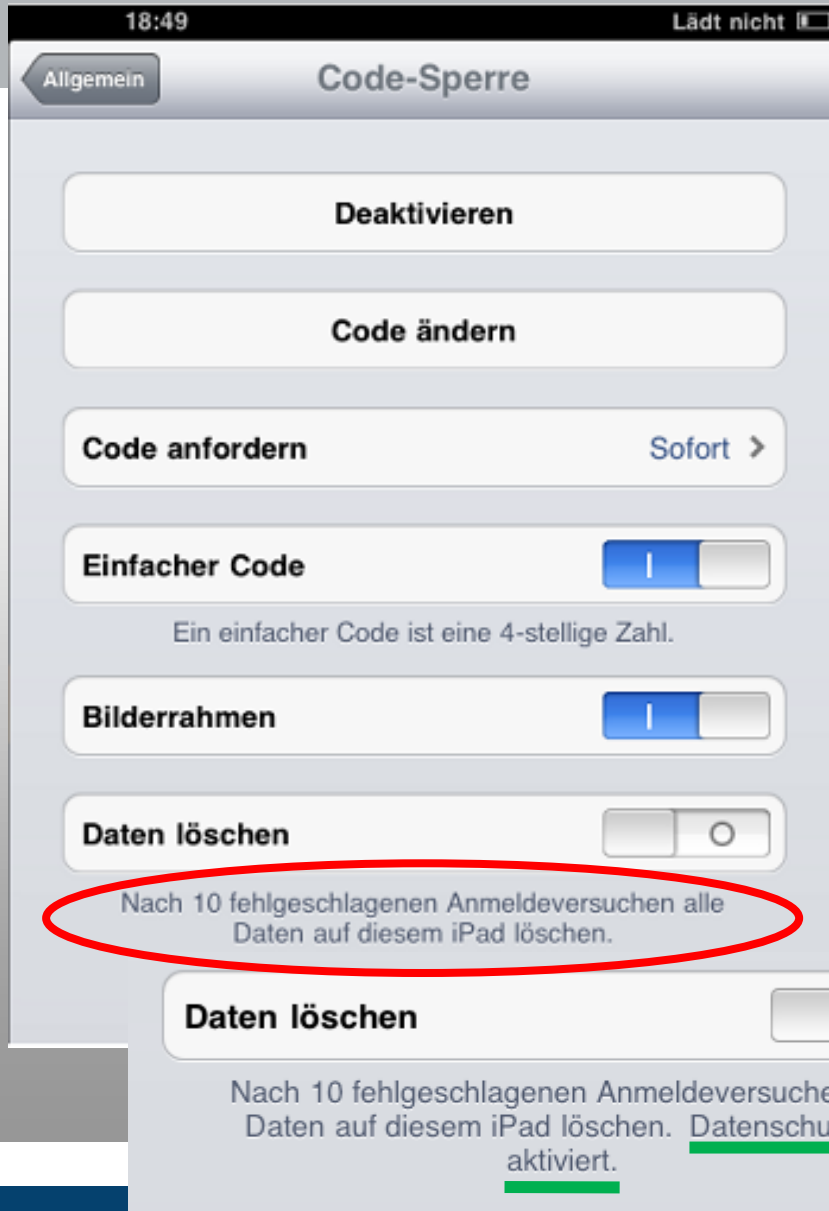 18:49 Lädt nicht
Allgemein Code-Sperre
Deaktivieren
Code ändern
Code anfordern Sofort
Einfacher Code
Ein einfacher Code ist eine 4-stellige Zahl.
Bilderrahmen
Daten löschen
Nach 10 fehlgeschlagenen Anmeldeversuchen alle
Daten auf diesem iPad löschen.
Daten löschen
Nach 10 fehlgeschlagenen Anmeldeversuche
Daten auf diesem iPad löschen. Datenschu
aktiviert.